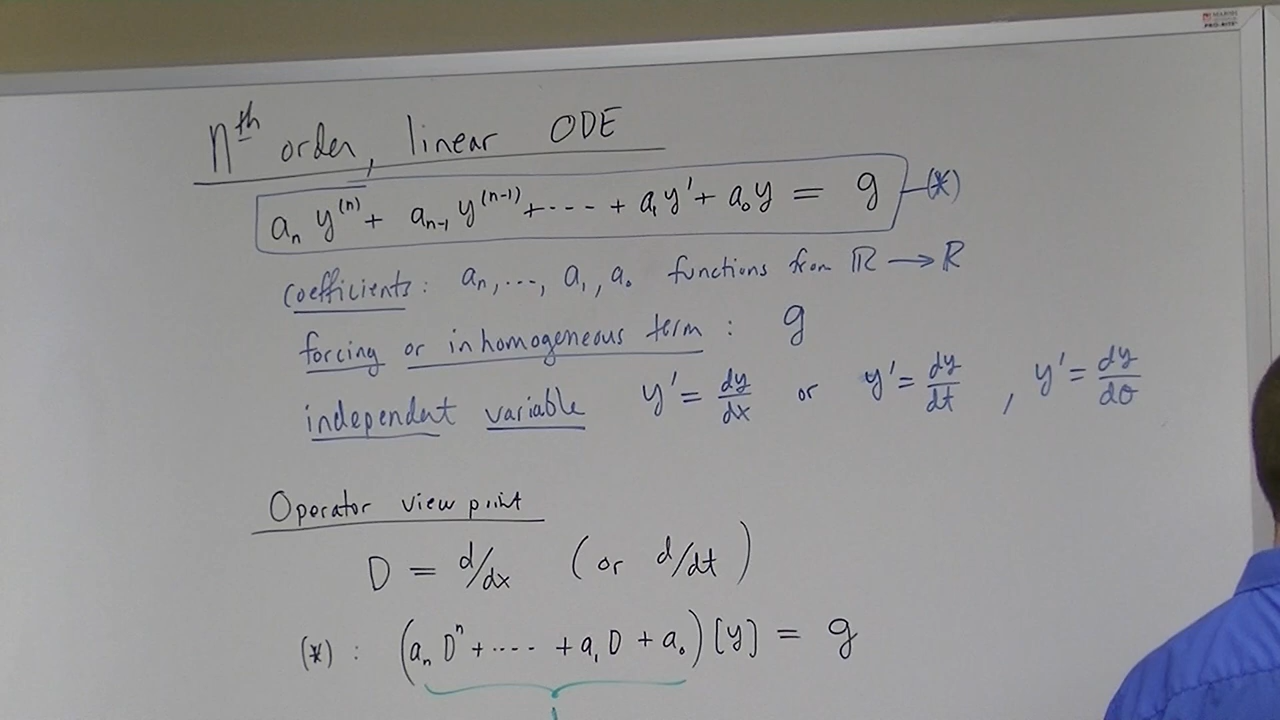 nth order, linear ODE
aₙ y⁽ⁿ⁾ + aₙ₋₁ y⁽ⁿ⁻¹⁾ + ---- + a₁ y' + a₀ y = g (*)
coefficients: aₙ, ..., a₁, a₀ functions from ℝ → ℝ
forcing or inhomogeneous term : g
independent variable y' = dy/dx or y' = dy/dt , y' = dy/dθ
Operator view point
D = d/dx (or d/dt)
(*) : (aₙ Dⁿ + ---- + a₁ D + a₀) [y] = g